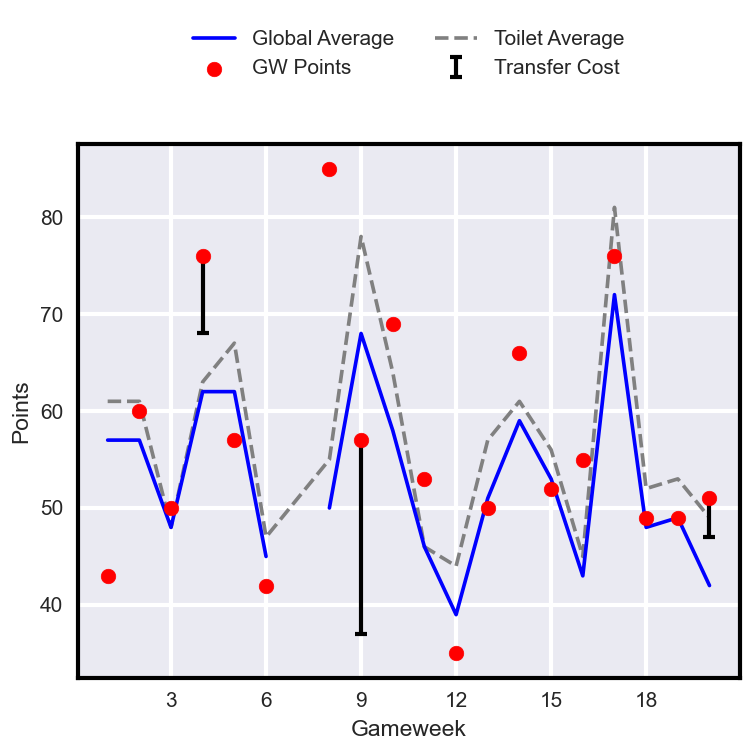 Global Average
Toilet Average
GW Points
Transfer Cost
80
70
60
50
40
Points
3 6 9 12 15 18
Gameweek